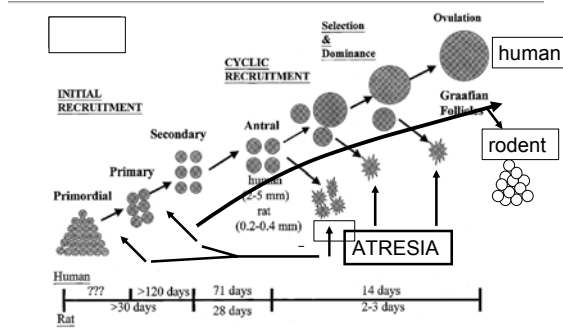 Ovulation
human
Selection
&
Dominance
CYCLIC
RECRUITMENT
INITIAL
RECRUITMENT
Graafian
Follicles
Secondary
Antral
rodent
Primary
human
(2-5 mm)
rat
(0.2-0.4 mm)
Primordial
–
ATRESIA
Human
??? >120 days 71 days 14 days
>30 days 28 days 2-3 days
Rat